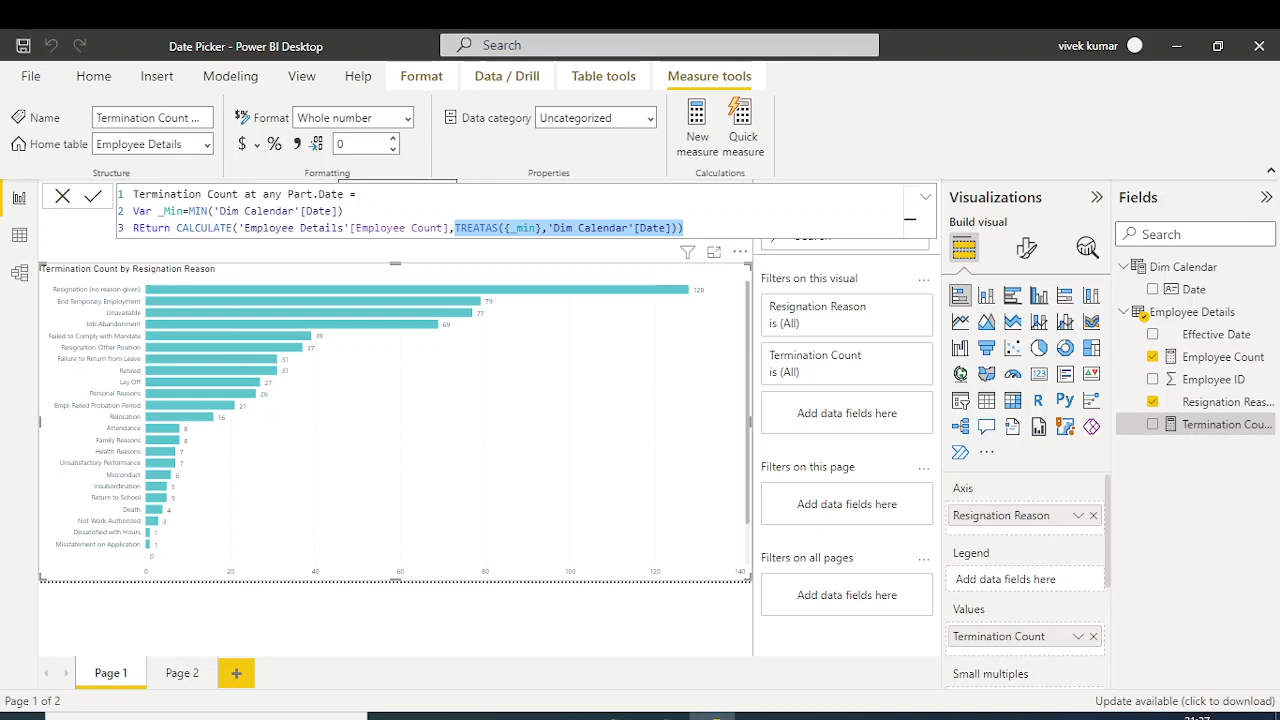 Date Picker - Power BI Desktop
Search
vivek kumar
File
Home
Insert
Modeling
View
Help
Format
Data / Drill
Table tools
Measure tools
Name
Termination Count ...
Home table
Employee Details
Structure
Format
Whole number
$ % 9
0
Formatting
Data category
Uncategorized
Properties
New measure
Quick measure
Calculations
1 Termination Count at any Part.Date =
2 Var _Min=MIN('Dim Calendar'[Date])
3 REturn CALCULATE('Employee Details'[Employee Count],TREATAS({_min},'Dim Calendar'[Date]))
Termination Count by Resignation Reason
Resignation (no reason given) 128
End Temporary Employment 79
Unavailable 77
Job Abandonment 69
Failed to Comply with Mandate 39
Resignation Other Position 37
Failure to Return from Leave 31
Retired 31
Lay Off 27
Personal Reasons 26
Empl. Failed Probation Period 21
Relocation 16
Attendance 8
Family Reasons 8
Health Reasons 7
Unsatisfactory Performance 7
Misconduct 6
Insubordination 5
Return to School 5
Death 4
Not Work Authorized 3
Dissatisfied with Hours 1
Misstatement on Application 1
0
0 20 40 60 80 100 120 140
Filters on this visual
Resignation Reason
is (All)
Termination Count
is (All)
Add data fields here
Filters on this page
Add data fields here
Filters on all pages
Add data fields here
Visualizations
Build visual
R Py
Axis
Resignation Reason
Legend
Add data fields here
Values
Termination Count
Small multiples
Fields
Search
Dim Calendar
Date
Employee Details
Effective Date
Employee Count
Employee ID
Resignation Reas...
Termination Cou...
Page 1
Page 2
Page 1 of 2
Update available (click to download)